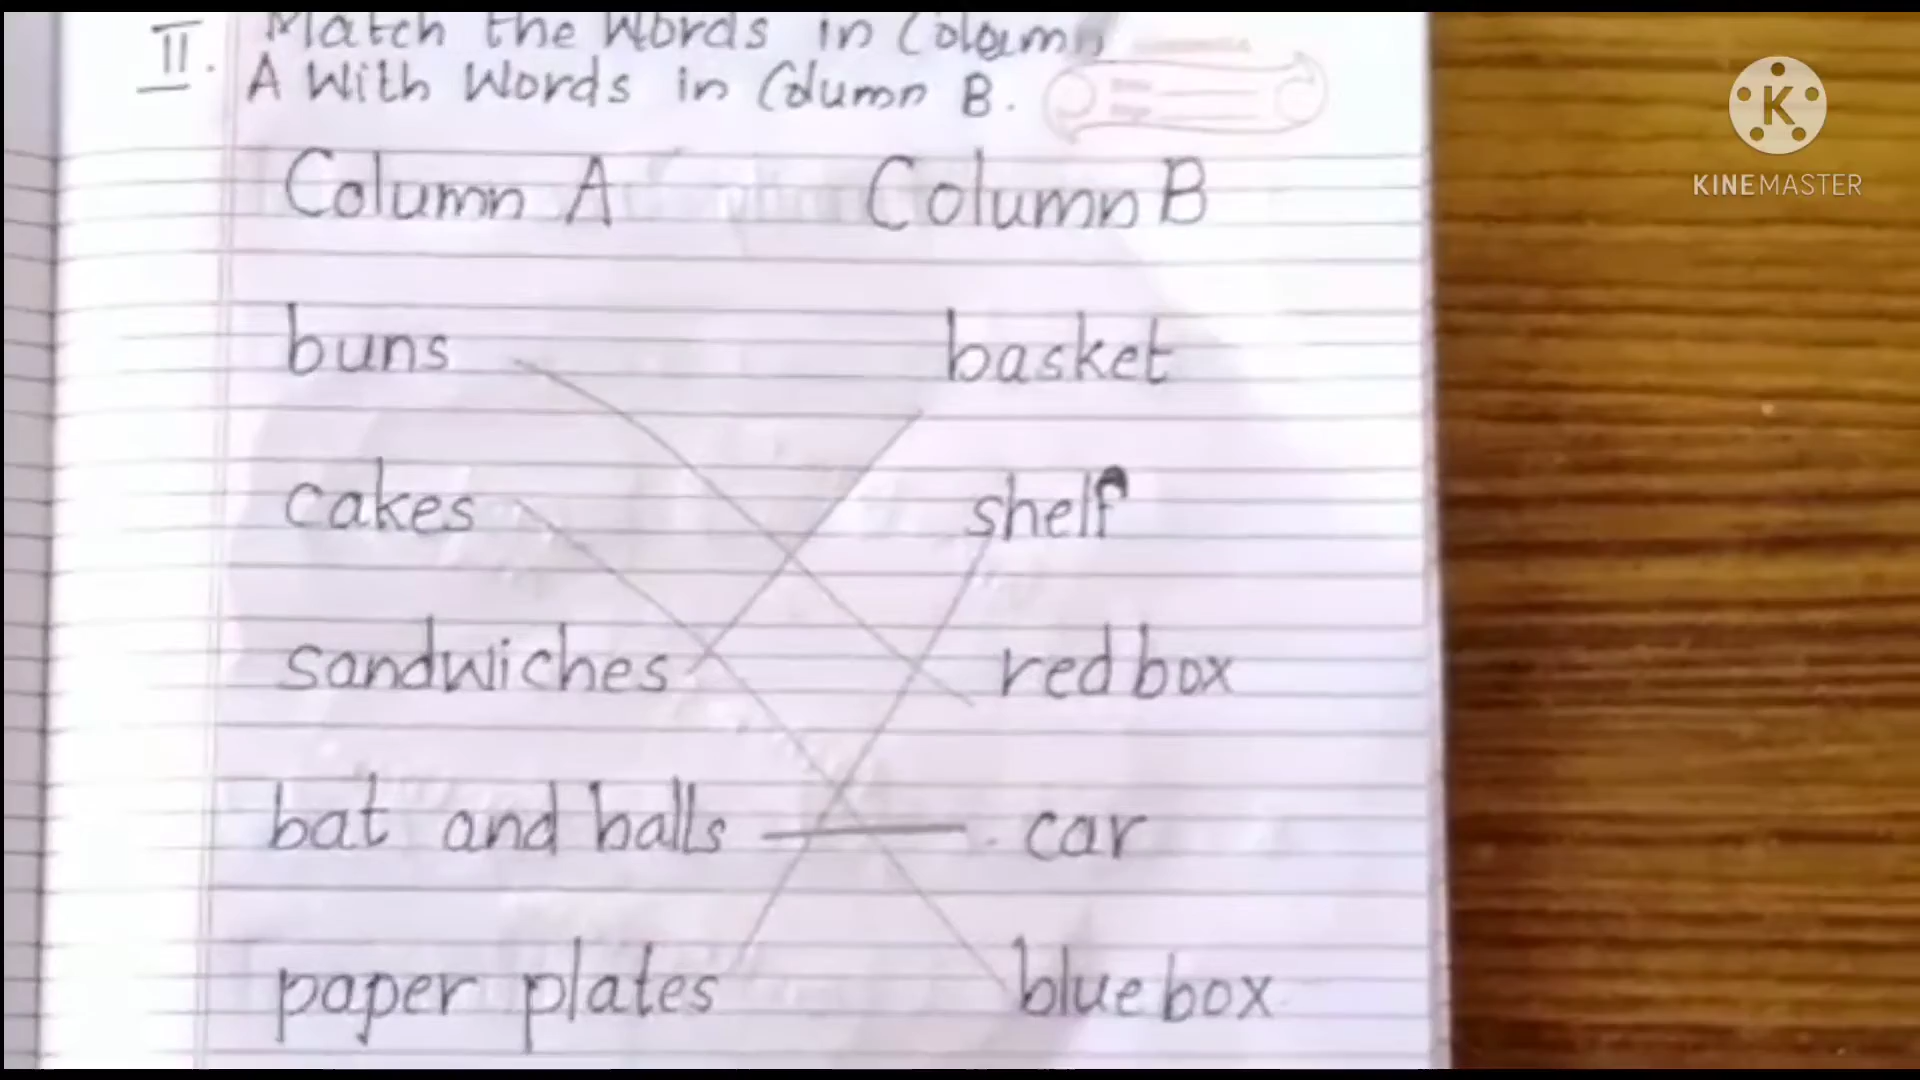 II. Match the Words in Column
A With Words in Column B.
Column A Column B
buns basket
cakes shelf
sandwiches red box
bat and balls car
paper plates blue box
KINEMASTER